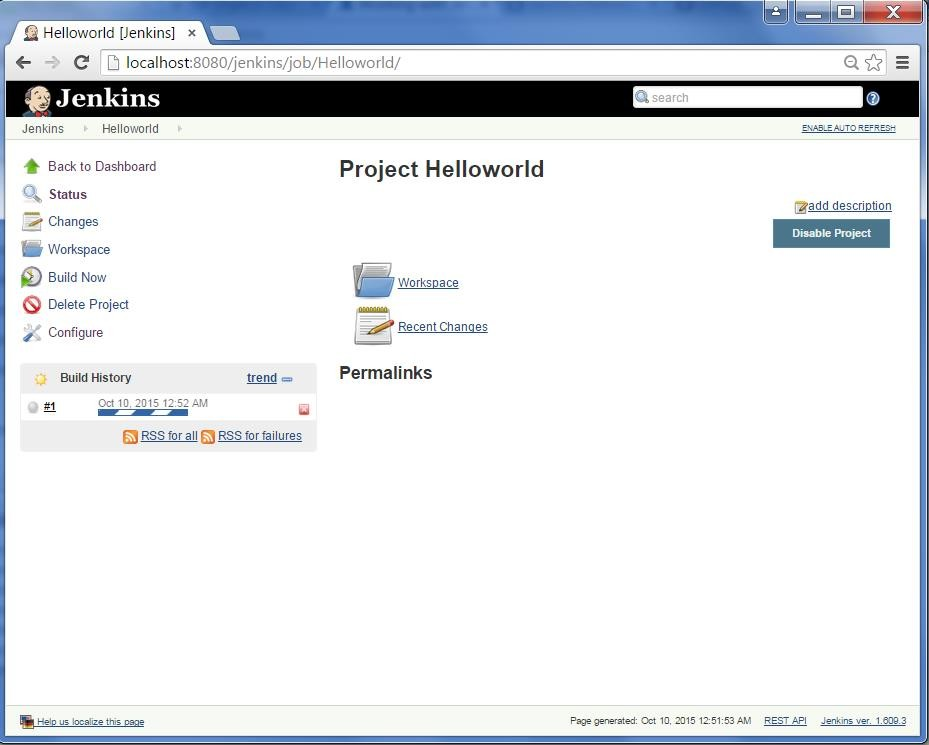 Helloworld [Jenkins]
localhost:8080/jenkins/job/Helloworld/
Jenkins
search
Jenkins Helloworld
ENABLE AUTO REFRESH
Back to Dashboard
Status
Changes
Workspace
Build Now
Delete Project
Configure
Build History trend
#1 Oct 10, 2015 12:52 AM
RSS for all RSS for failures
Project Helloworld
add description
Disable Project
Workspace
Recent Changes
Permalinks
Help us localize this page
Page generated: Oct 10, 2015 12:51:53 AM REST API Jenkins ver. 1.609.3